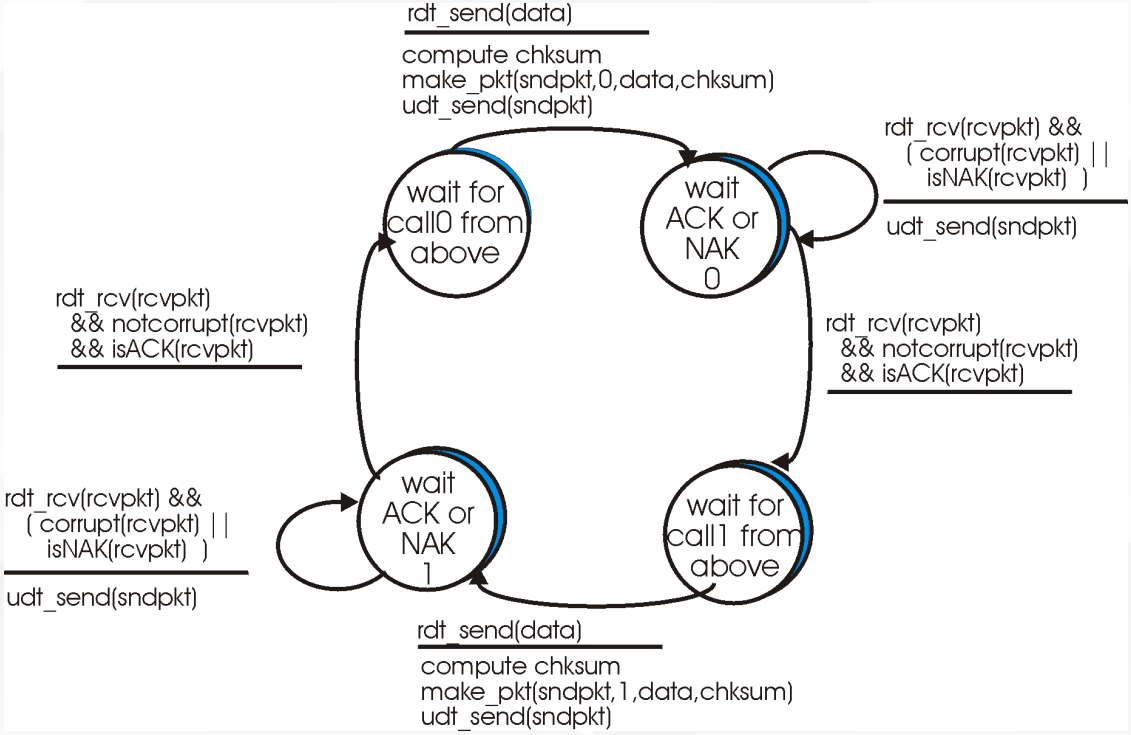 rdt_send(data)
compute chksum
make_pkt(sndpkt,0,data,chksum)
udt_send(sndpkt)
wait for
call0 from
above
wait
ACK or
NAK
0
rdt_rcv(rcvpkt) &&
( corrupt(rcvpkt) ||
isNAK(rcvpkt) )
udt_send(sndpkt)
rdt_rcv(rcvpkt)
&& notcorrupt(rcvpkt)
&& isACK(rcvpkt)
rdt_rcv(rcvpkt)
&& notcorrupt(rcvpkt)
&& isACK(rcvpkt)
rdt_rcv(rcvpkt) &&
( corrupt(rcvpkt) ||
isNAK(rcvpkt) )
udt_send(sndpkt)
wait
ACK or
NAK
1
wait for
call1 from
above
rdt_send(data)
compute chksum
make_pkt(sndpkt,1,data,chksum)
udt_send(sndpkt)